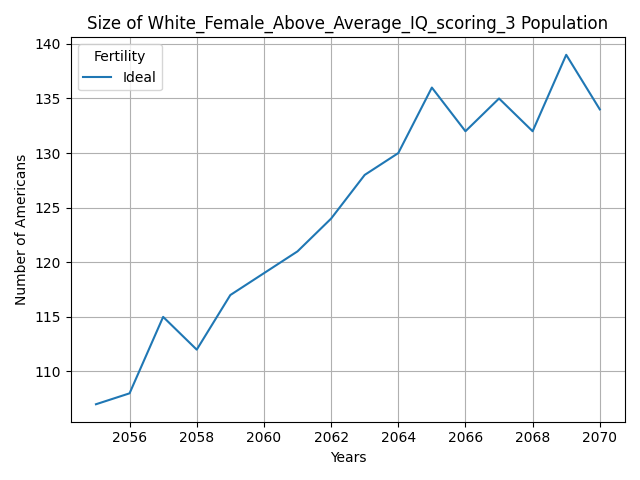 Size of White_Female_Above_Average_IQ_scoring_3 Population
Fertility
Ideal
Number of Americans
140
135
130
125
120
115
110
2056 2058 2060 2062 2064 2066 2068 2070
Years